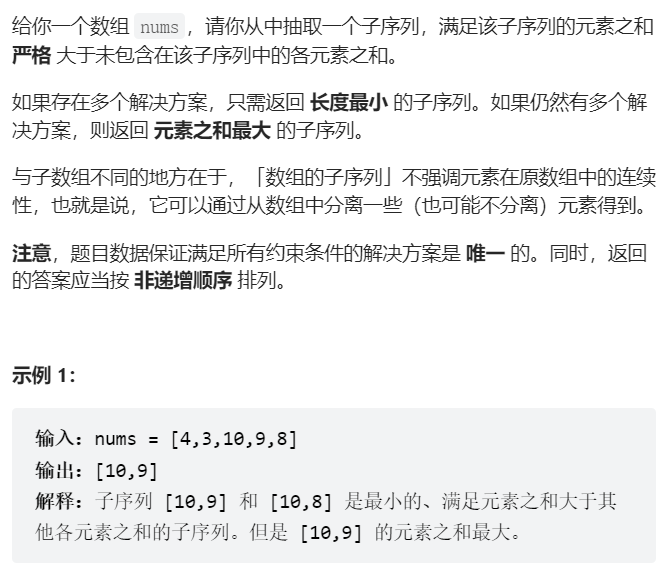 给你一个数组 nums，请你从中抽取一个子序列，满足该子序列的元素之和
严格 大于未包含在该子序列中的各元素之和。
如果存在多个解决方案，只需返回 长度最小 的子序列。如果仍然有多个解
决方案，则返回 元素之和最大 的子序列。
与子数组不同的地方在于，「数组的子序列」不强调元素在原数组中的连续
性，也就是说，它可以通过从数组中分离一些（也可能不分离）元素得到。
注意，题目数据保证满足所有约束条件的解决方案是 唯一 的。同时，返回
的答案应当按 非递增顺序 排列。
示例 1：
输入：nums = [4,3,10,9,8]
输出：[10,9]
解释：子序列 [10,9] 和 [10,8] 是最小的、满足元素之和大于其
他各元素之和的子序列。但是 [10,9] 的元素之和最大。